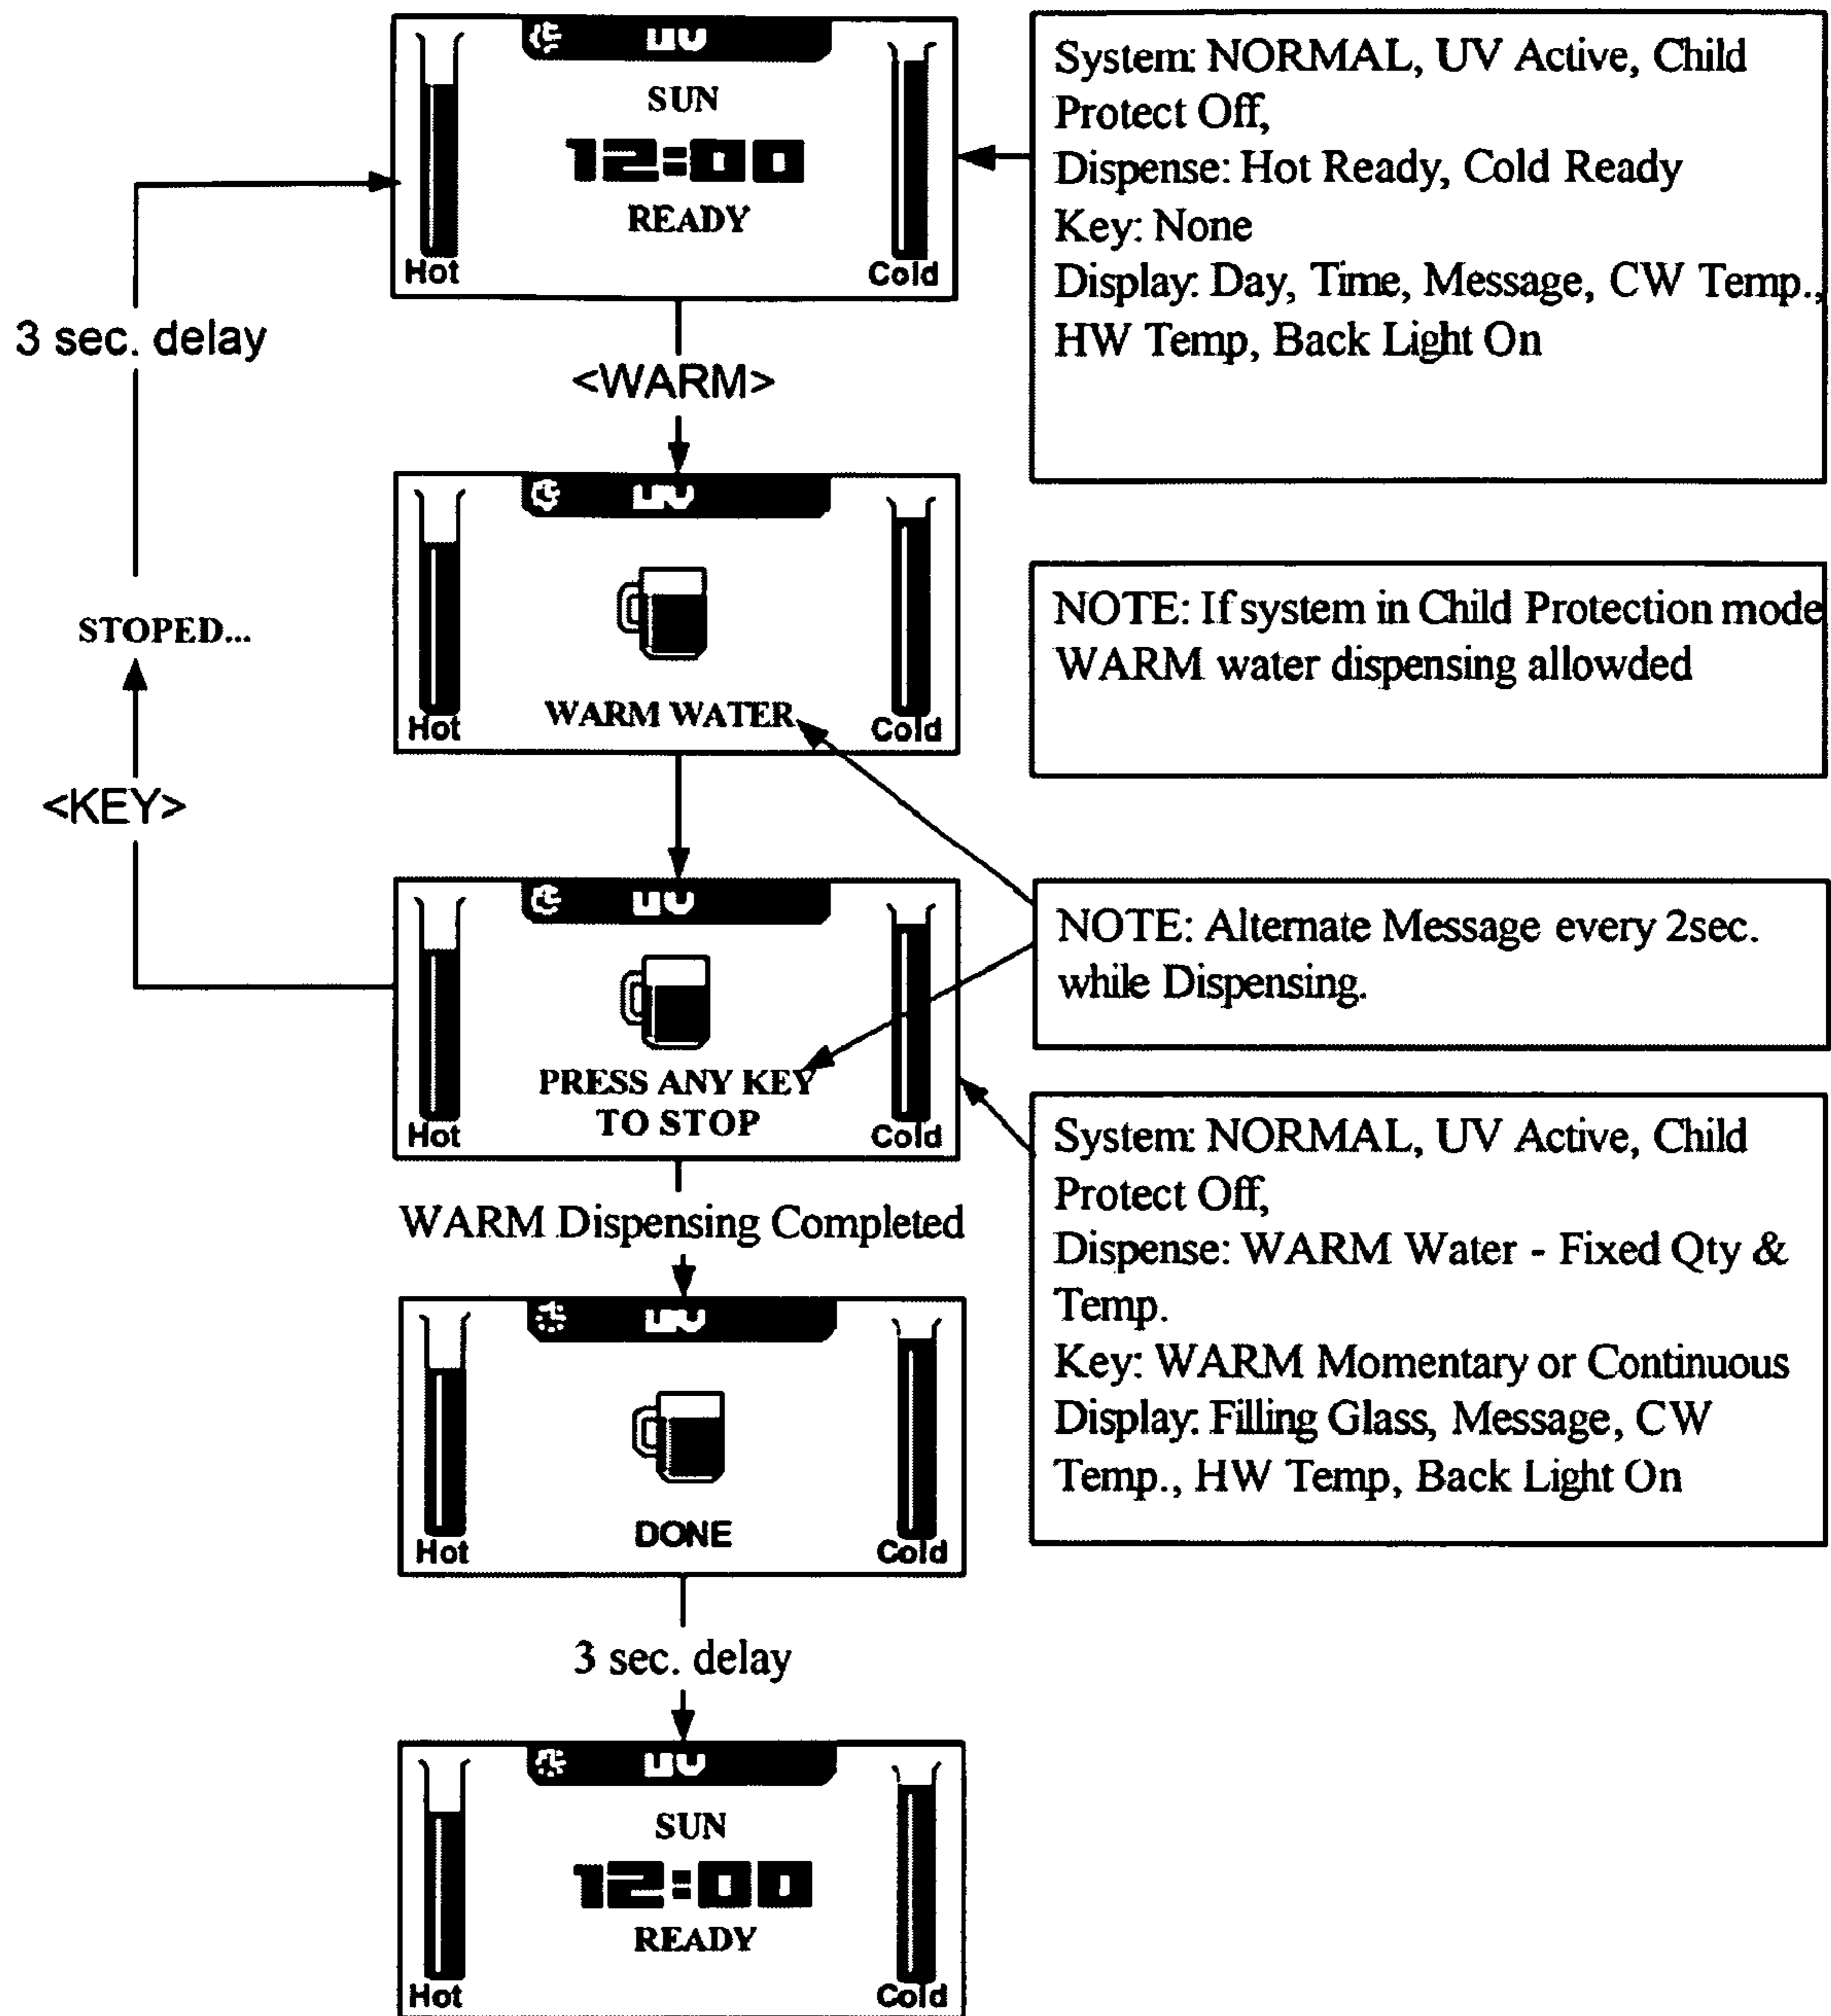 UV
SUN
12:00
READY
Hot
Cold
System: NORMAL, UV Active, Child
Protect Off,
Dispense: Hot Ready, Cold Ready
Key: None
Display: Day, Time, Message, CW Temp.,
HW Temp, Back Light On
3 sec. delay
<WARM>
UV
WARM WATER
Hot
Cold
NOTE: If system in Child Protection mode
WARM water dispensing allowded
STOPED...
<KEY>
UV
PRESS ANY KEY
TO STOP
Hot
Cold
NOTE: Alternate Message every 2sec.
while Dispensing.
System: NORMAL, UV Active, Child
Protect Off,
Dispense: WARM Water - Fixed Qty &
Temp.
Key: WARM Momentary or Continuous
Display: Filling Glass, Message, CW
Temp., HW Temp, Back Light On
WARM Dispensing Completed
UV
DONE
Hot
Cold
3 sec. delay
UV
SUN
12:00
READY
Hot
Cold